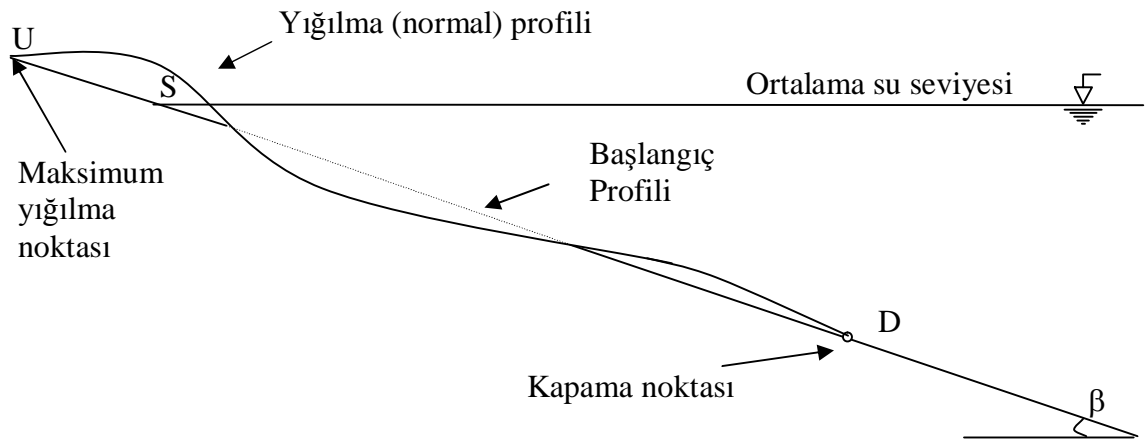 Yığılma (normal) profili
U
S
Ortalama su seviyesi
Maksimum
yığılma
noktası
Başlangıç
Profili
D
Kapama noktası
β